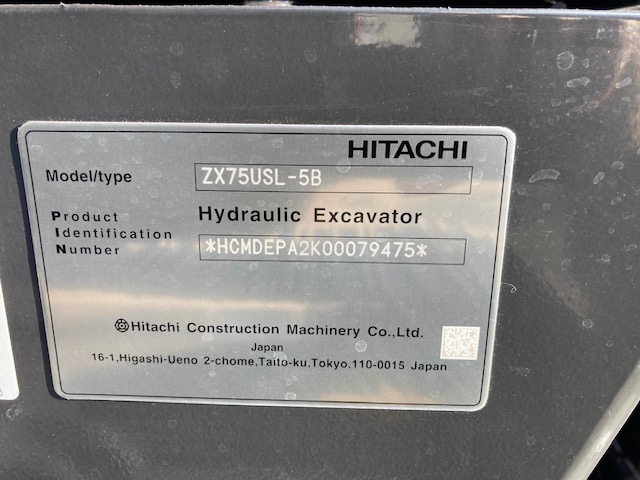 HITACHI
Model/type ZX75USL-5B
Product Hydraulic Excavator
Identification
Number *HCMDEPA2K00079475*
Hitachi Construction Machinery Co.,Ltd.
Japan
16-1,Higashi-Ueno 2-chome,Taito-ku,Tokyo,110-0015 Japan